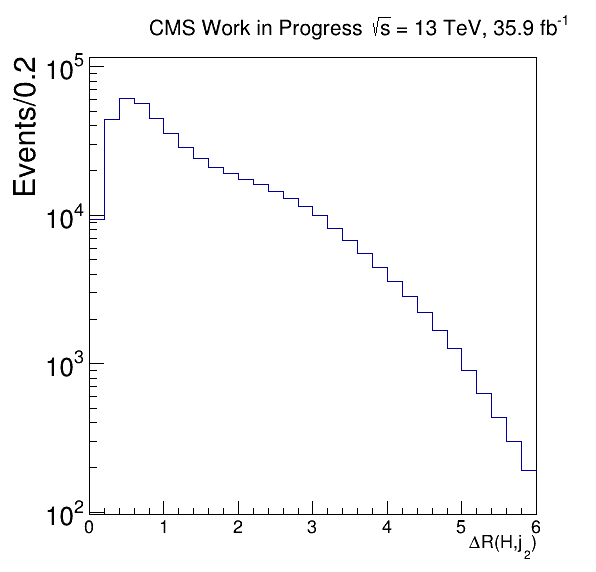 CMS Work in Progress √s = 13 TeV, 35.9 fb⁻¹
Events/0.2
10⁵
10⁴
10³
10²
0 1 2 3 4 5 6
ΔR(H,j₂)